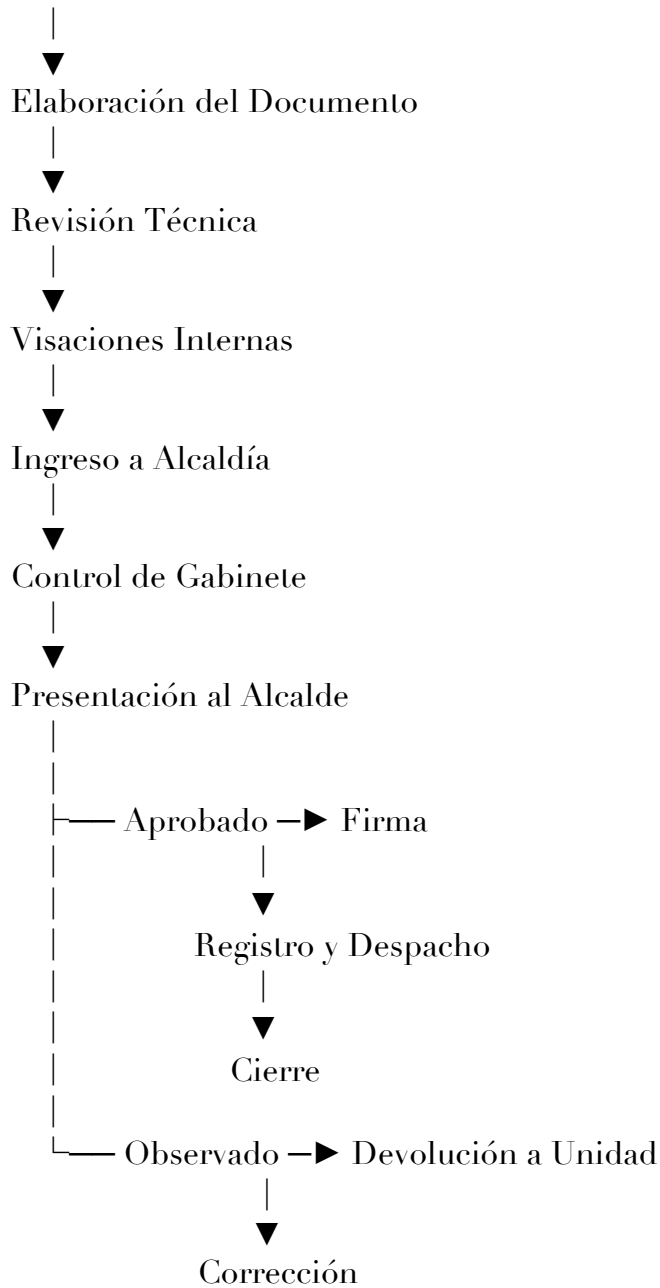 Elaboración del Documento
Revisión Técnica
Visaciones Internas
Ingreso a Alcaldía
Control de Gabinete
Presentación al Alcalde
Aprobado → Firma
Registro y Despacho
Cierre
Observado → Devolución a Unidad
Corrección